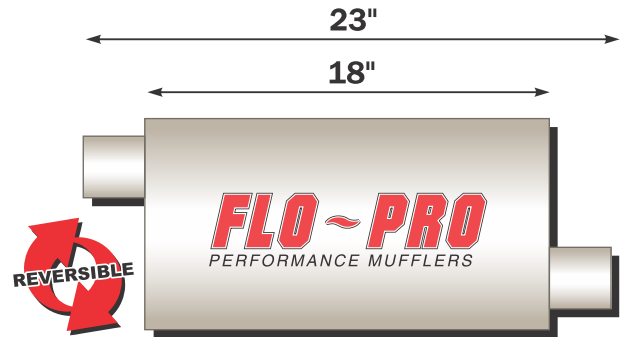 23"
18"
FLO~PRO
PERFORMANCE MUFFLERS
REVERSIBLE